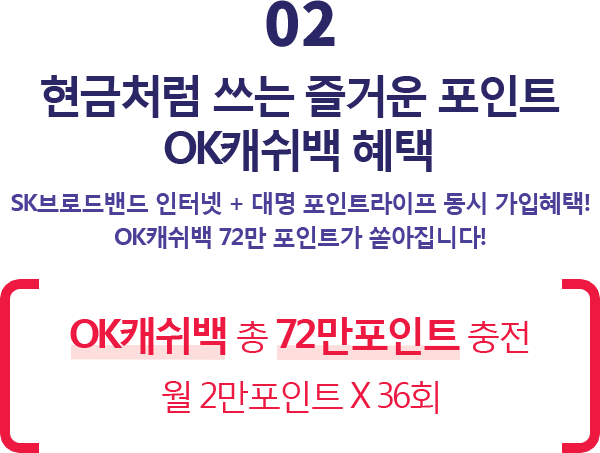 02
현금처럼 쓰는 즐거운 포인트
OK캐쉬백 혜택
SK브로드밴드 인터넷 + 대명 포인트라이프 동시 가입혜택!
OK캐쉬백 72만 포인트가 쏟아집니다!
OK캐쉬백 총 72만포인트 충전
월 2만포인트 X 36회